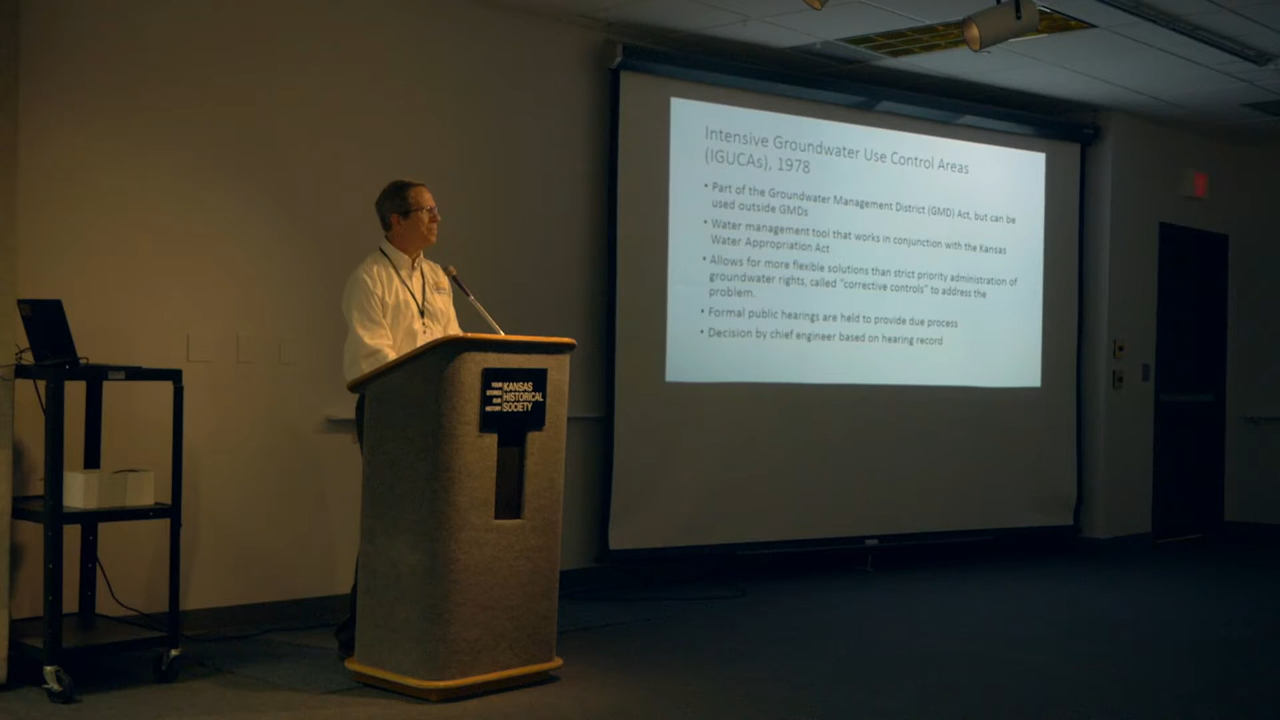 Intensive Groundwater Use Control Areas
(IGUCAs), 1978
• Part of the Groundwater Management District (GMD) Act, but can be
used outside GMDs
• Water management tool that works in conjunction with the Kansas
Water Appropriation Act
• Allows for more flexible solutions than strict priority administration of
groundwater rights, called "corrective controls" to address the
problem.
• Formal public hearings are held to provide due process
• Decision by chief engineer based on hearing record
YOUR
STORIES
OUR
HISTORY
KANSAS
HISTORICAL
SOCIETY